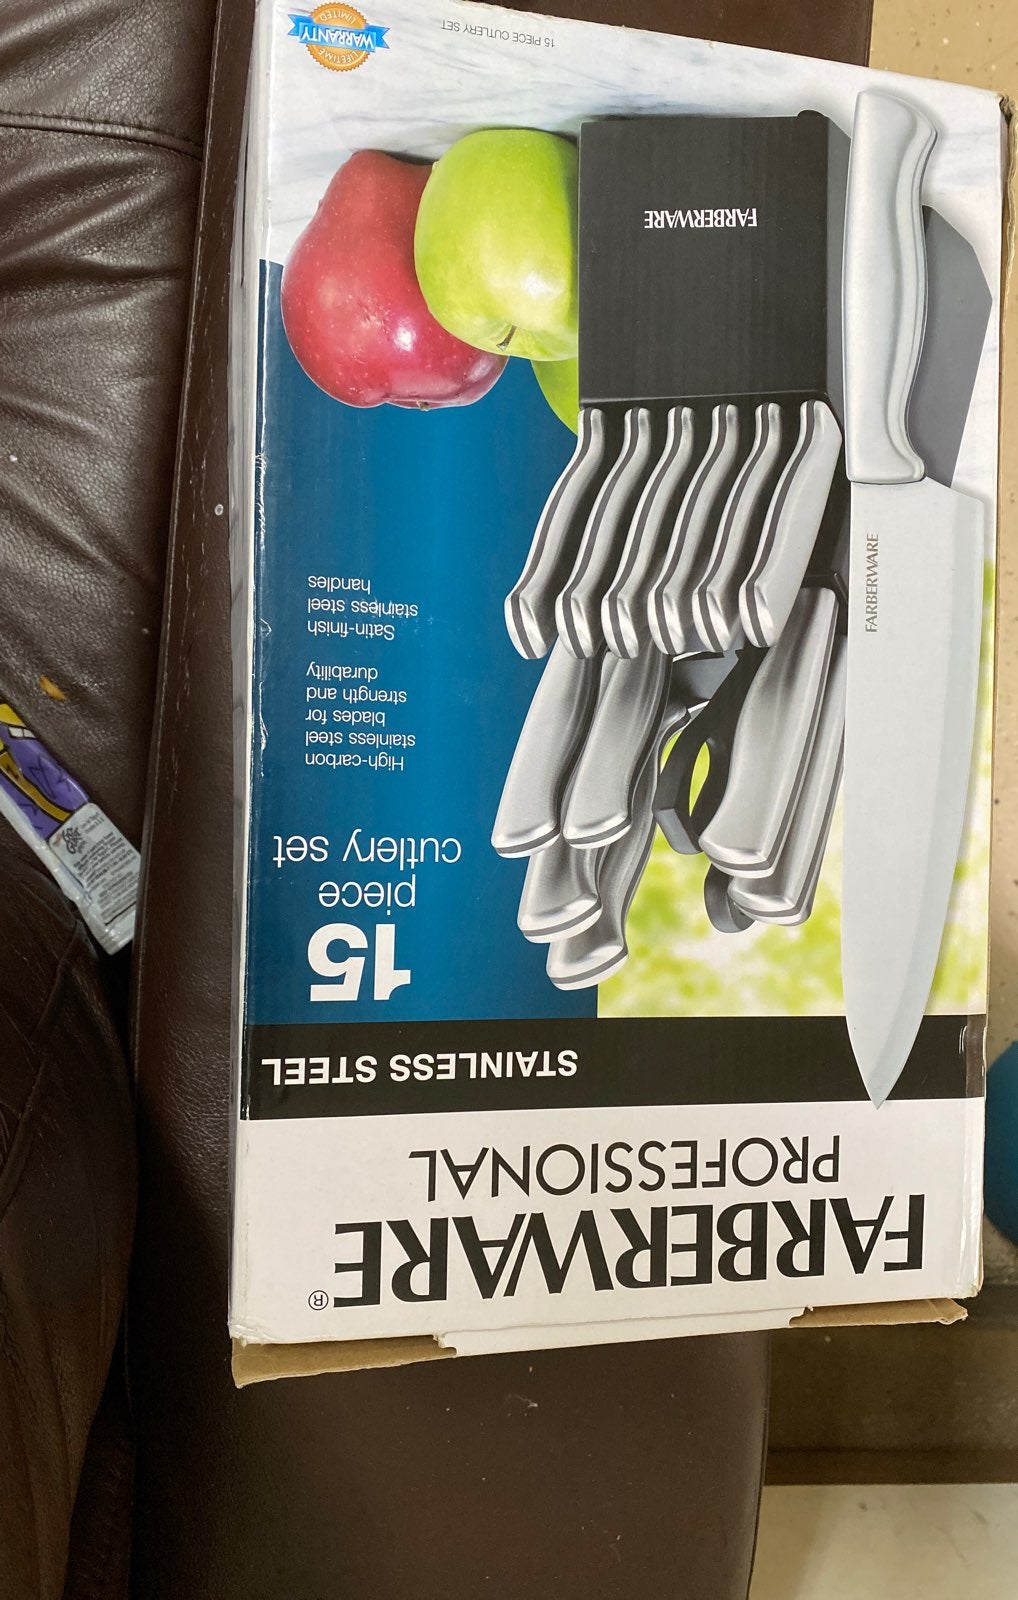 FARBERWARE®
PROFESSIONAL
STAINLESS STEEL
15
piece
cutlery set
High-carbon
stainless steel
blades for
strength and
durability
Satin-finish
stainless steel
handles
FARBERWARE
FARBERWARE
15 PIECE CUTLERY SET
LIFETIME
WARRANTY
LIMITED